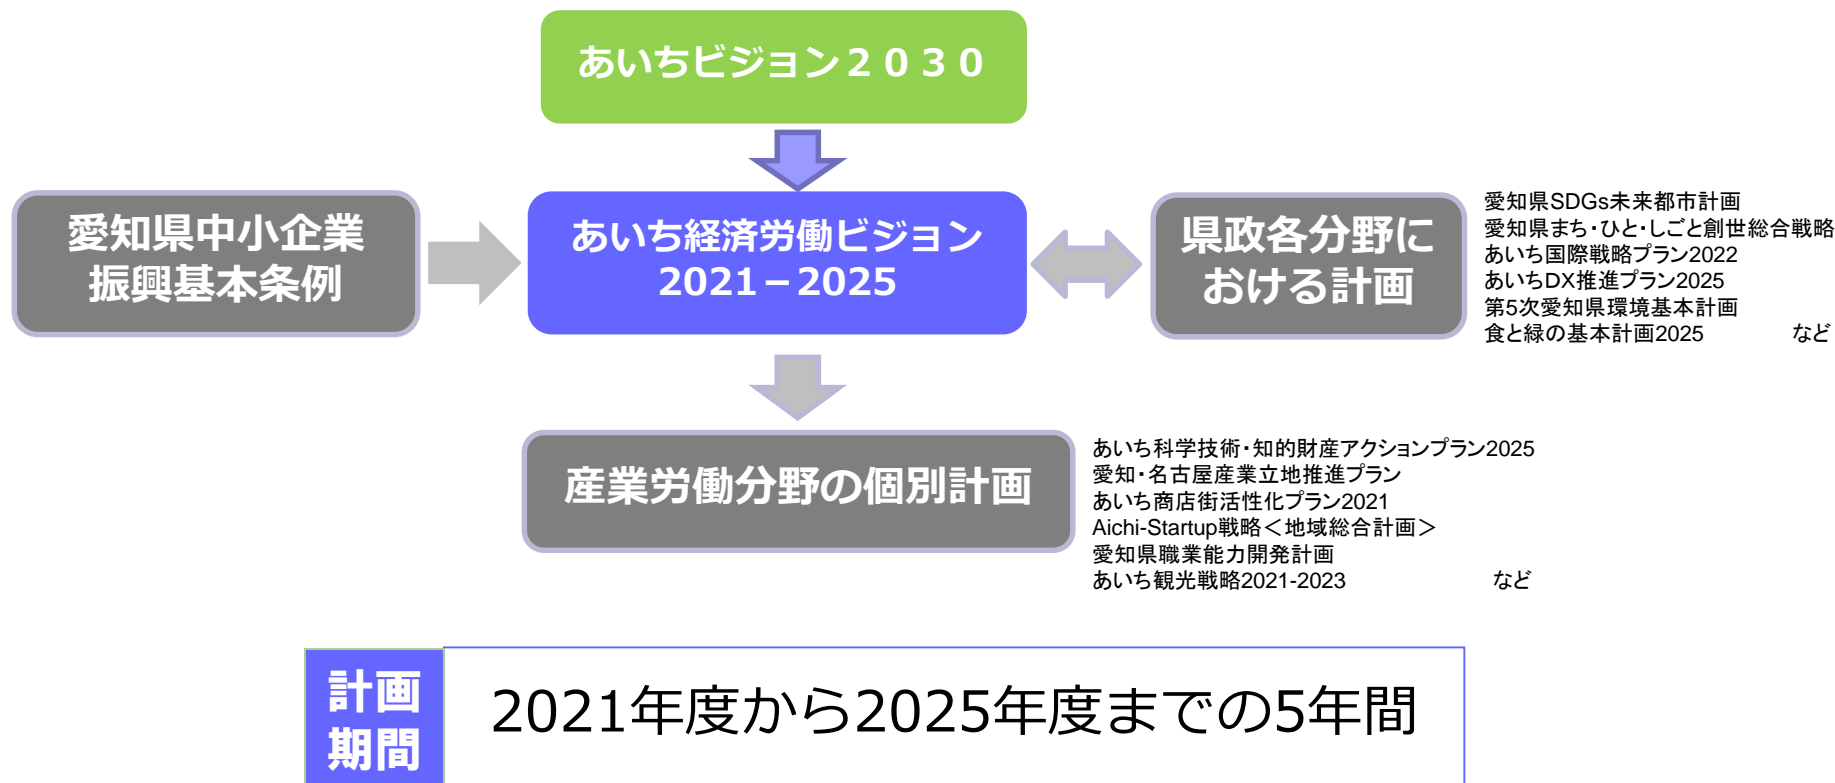 あいちビジョン２０３０
愛知県中小企業
振興基本条例
あいち経済労働ビジョン
2021－2025
県政各分野に
おける計画
愛知県SDGs未来都市計画
愛知県まち・ひと・しごと創世総合戦略
あいち国際戦略プラン2022
あいちDX推進プラン2025
第5次愛知県環境基本計画
食と緑の基本計画2025　　　　など
産業労働分野の個別計画
あいち科学技術・知的財産アクションプラン2025
愛知・名古屋産業立地推進プラン
あいち商店街活性化プラン2021
Aichi-Startup戦略＜地域総合計画＞
愛知県職業能力開発計画
あいち観光戦略2021-2023　　　　　　　など
計画
期間
2021年度から2025年度までの5年間